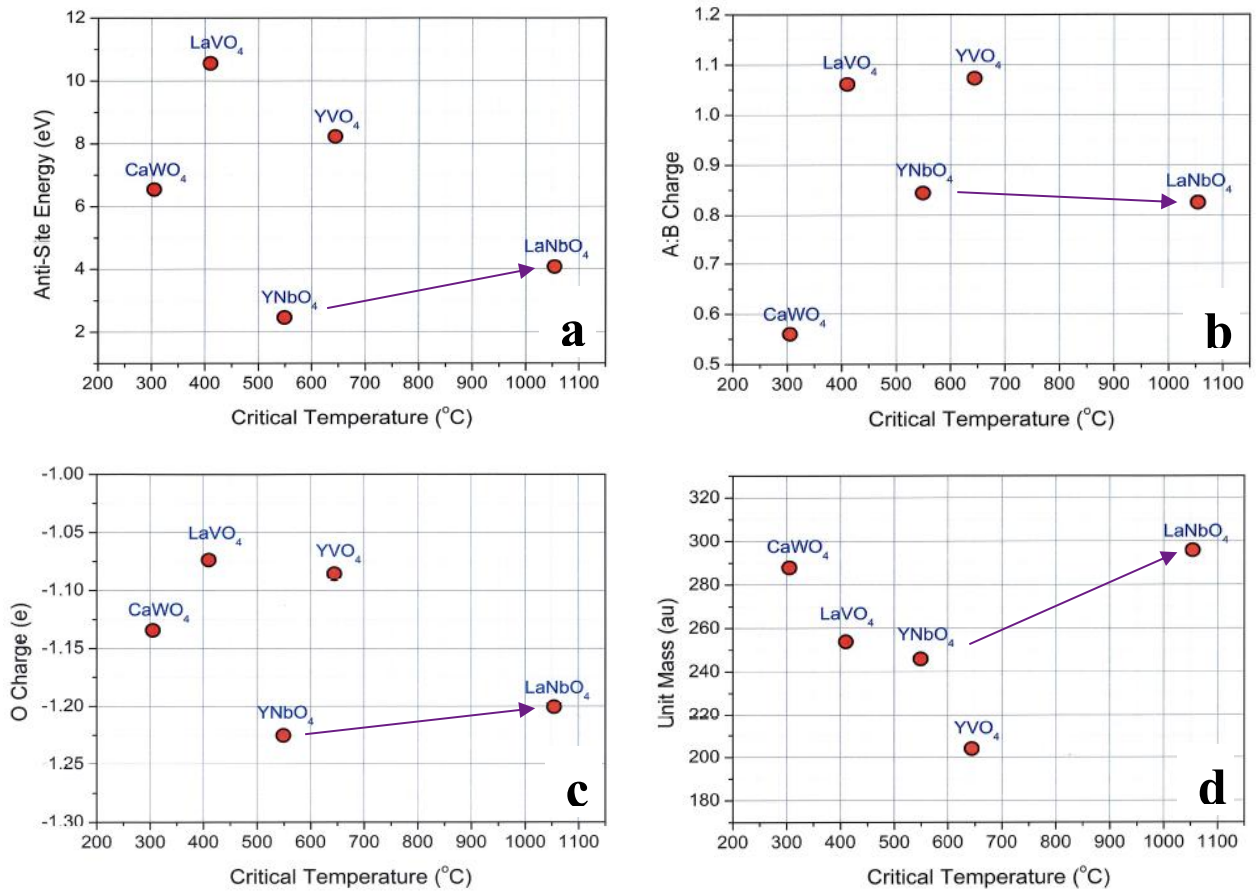 12
10
8
6
4
2
Anti-Site Energy (eV)
LaVO₄
YVO₄
CaWO₄
LaNbO₄
YNbO₄
a
200 300 400 500 600 700 800 900 1000 1100
Critical Temperature (°C)
1.2
1.1
1.0
0.9
0.8
0.7
0.6
0.5
A:B Charge
LaVO₄
YVO₄
YNbO₄
LaNbO₄
CaWO₄
b
200 300 400 500 600 700 800 900 1000 1100
Critical Temperature (°C)
-1.00
-1.05
-1.10
-1.15
-1.20
-1.25
-1.30
O Charge (e)
LaVO₄
YVO₄
CaWO₄
LaNbO₄
YNbO₄
c
200 300 400 500 600 700 800 900 1000 1100
Critical Temperature (°C)
320
300
280
260
240
220
200
180
Unit Mass (au)
LaNbO₄
CaWO₄
LaVO₄
YNbO₄
YVO₄
d
200 300 400 500 600 700 800 900 1000 1100
Critical Temperature (°C)